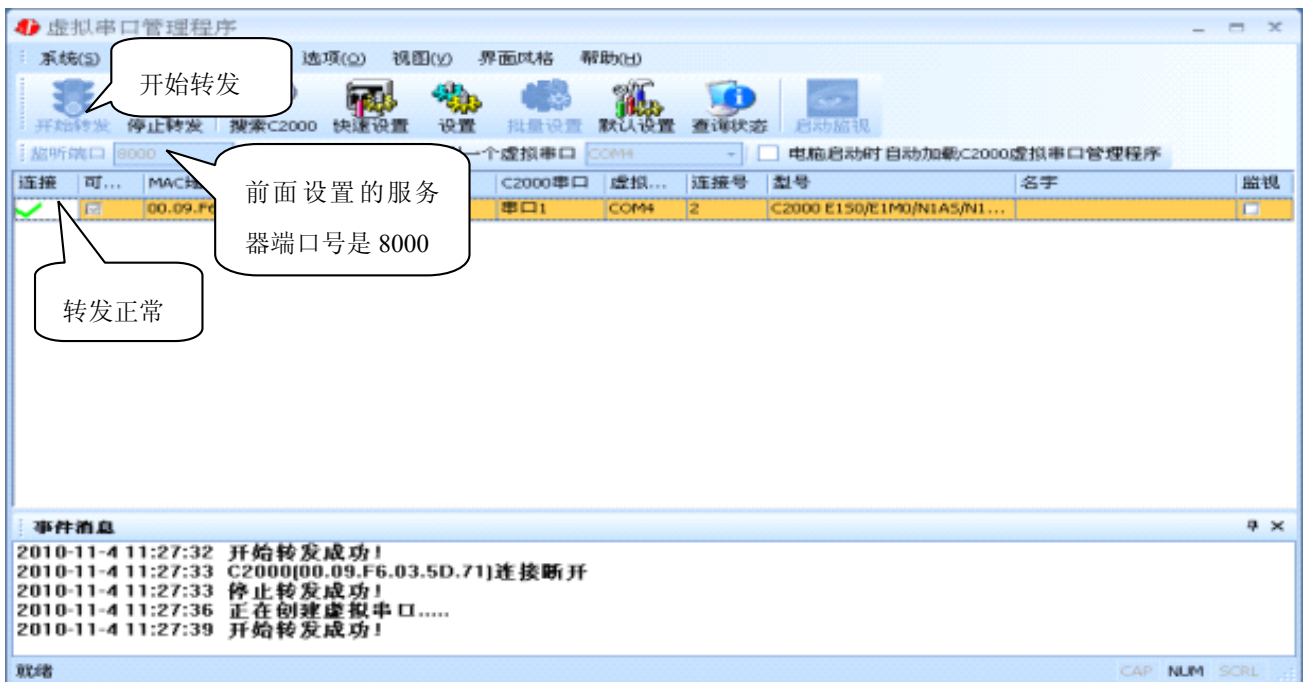 虚拟串口管理程序
系统(S) 选项(O) 视图(V) 界面风格 帮助(H)
开始转发
开始转发 停止转发 搜索C2000 快速设置 设置 批量设置 默认设置 查询状态 启动监视
监听端口 8000 一个虚拟串口 COM4 电脑启动时自动加载C2000虚拟串口管理程序
连接 可... MAC地 C2000串口 虚拟... 连接号 型号 名字 监视
00.09.F6 串口1 COM4 2 C2000 E1S0/E1M0/N1A5/N1...
前面设置的服务
器端口号是 8000
转发正常
事件消息
2010-11-4 11:27:32 开始转发成功!
2010-11-4 11:27:33 C2000[00.09.F6.03.5D.71]连接断开
2010-11-4 11:27:33 停止转发成功!
2010-11-4 11:27:36 正在创建虚拟串口.....
2010-11-4 11:27:39 开始转发成功!
就绪 CAP NUM SCRL